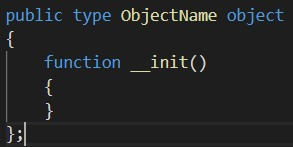 public type ObjectName object
{
    function __init()
    {
    }
};